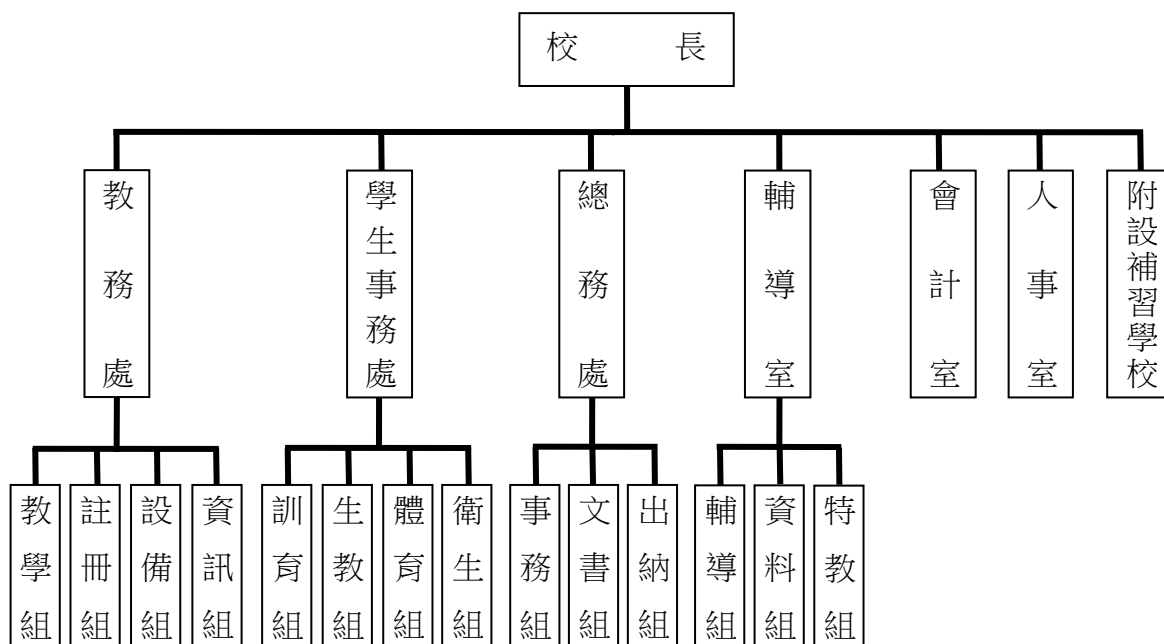 校長
教務處
學生事務處
總務處
輔導室
會計室
人事室
附設補習學校
教學組
註冊組
設備組
資訊組
訓育組
生教組
體育組
衛生組
事務組
文書組
出納組
輔導組
資料組
特教組